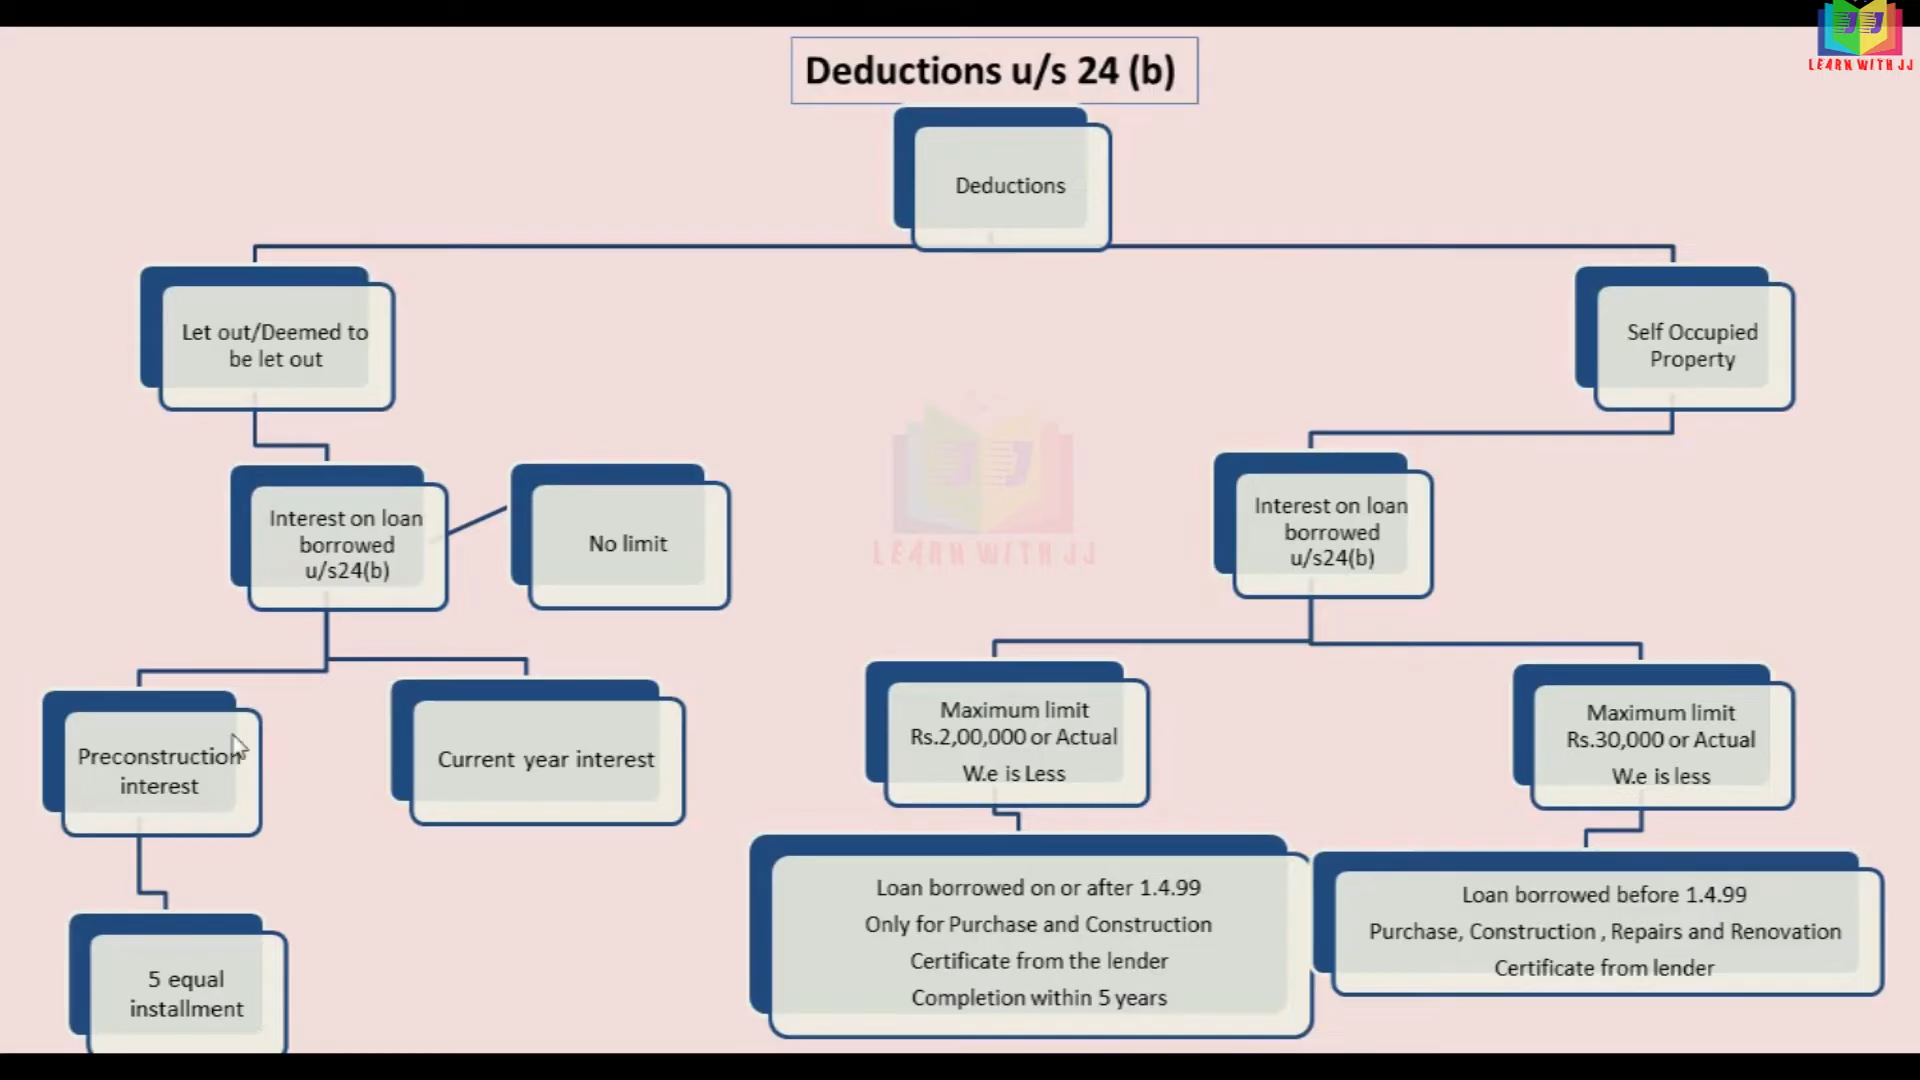 LEARN WITH JJ
Deductions u/s 24 (b)
Deductions
Let out/Deemed to
be let out
Self Occupied
Property
Interest on loan
borrowed
u/s24(b)
No limit
Interest on loan
borrowed
u/s24(b)
LEARN WITH JJ
Preconstruction
interest
Current year interest
Maximum limit
Rs.2,00,000 or Actual
W.e is Less
Maximum limit
Rs.30,000 or Actual
W.e is less
5 equal
installment
Loan borrowed on or after 1.4.99
Only for Purchase and Construction
Certificate from the lender
Completion within 5 years
Loan borrowed before 1.4.99
Purchase, Construction , Repairs and Renovation
Certificate from lender